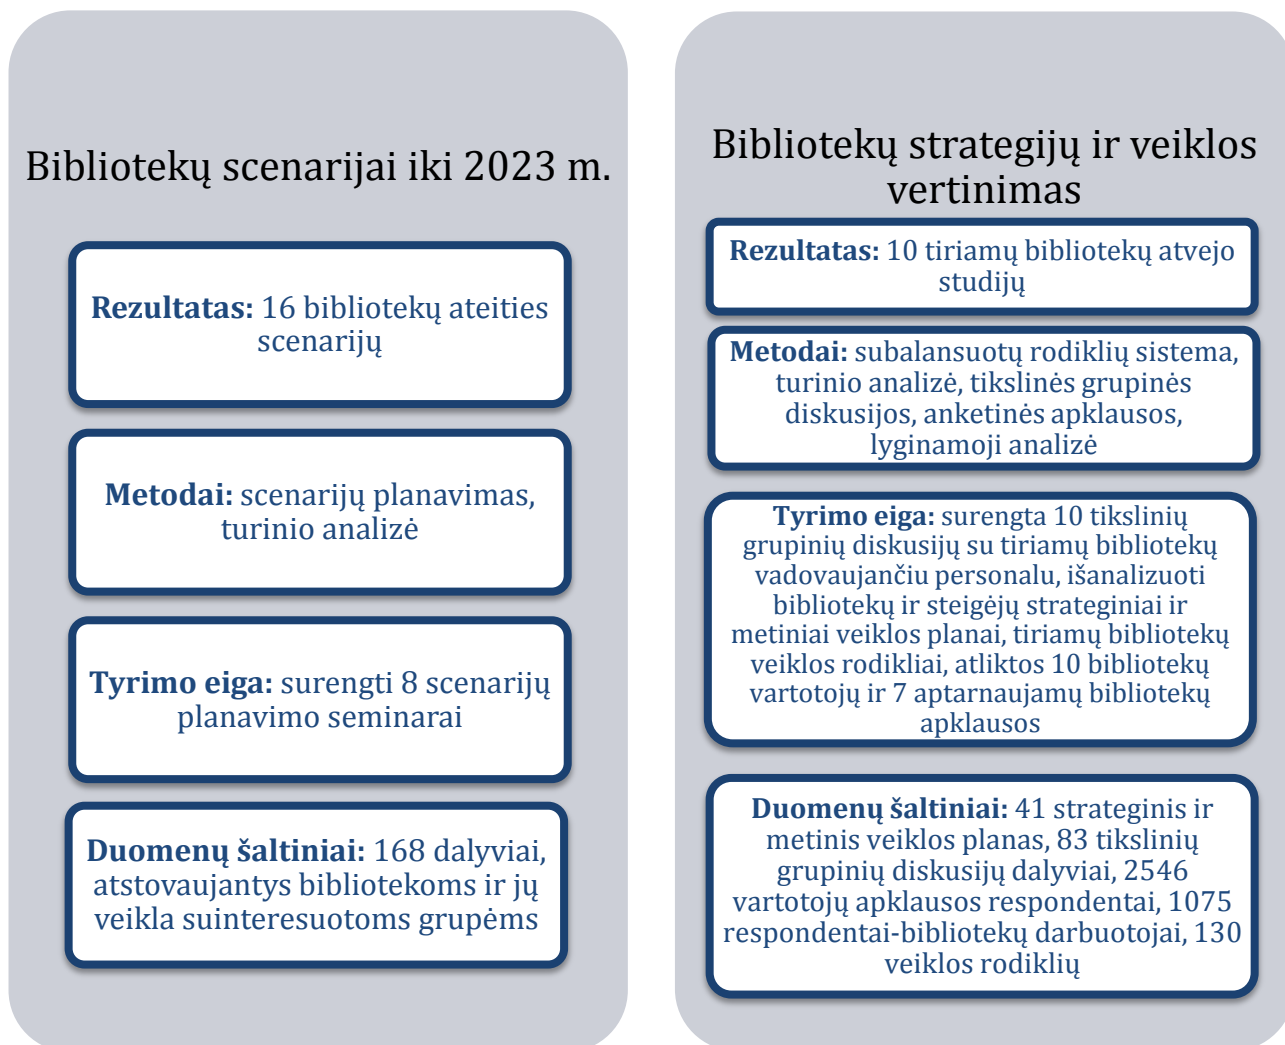 Bibliotekų scenarijai iki 2023 m.
Rezultatas: 16 bibliotekų ateities
scenarijų
Metodai: scenarijų planavimas,
turinio analizė
Tyrimo eiga: surengti 8 scenarijų
planavimo seminarai
Duomenų šaltiniai: 168 dalyviai,
atstovaujantys bibliotekoms ir jų
veikla suinteresuotoms grupėms
Bibliotekų strategijų ir veiklos
vertinimas
Rezultatas: 10 tiriamų bibliotekų atvejo
studijų
Metodai: subalansuotų rodiklių sistema,
turinio analizė, tikslinės grupinės
diskusijos, anketinės apklausos,
lyginamoji analizė
Tyrimo eiga: surengta 10 tikslinių
grupinių diskusijų su tiriamų bibliotekų
vadovaujančiu personalu, išanalizuoti
bibliotekų ir steigėjų strateginiai ir
metiniai veiklos planai, tiriamų bibliotekų
veiklos rodikliai, atliktos 10 bibliotekų
vartotojų ir 7 aptarnaujamų bibliotekų
apklausos
Duomenų šaltiniai: 41 strateginis ir
metinis veiklos planas, 83 tikslinių
grupinių diskusijų dalyviai, 2546
vartotojų apklausos respondentai, 1075
respondentai-bibliotekų darbuotojai, 130
veiklos rodiklių